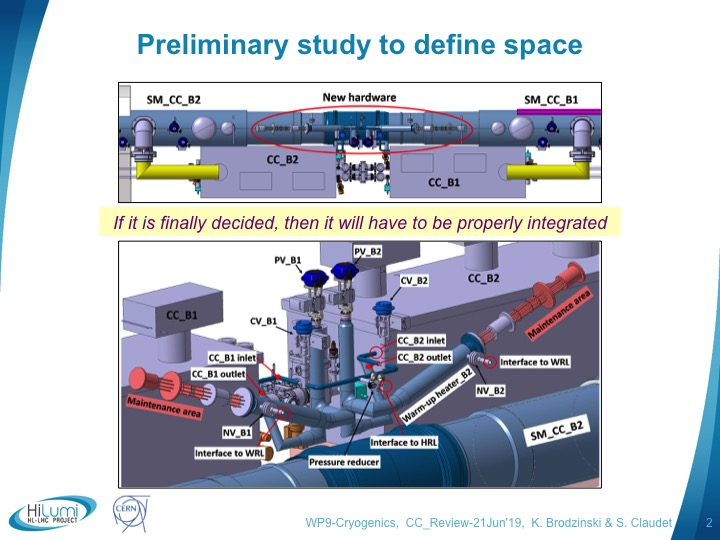 Preliminary study to define space
SM_CC_B2
New hardware
SM_CC_B1
CC_B2
CC_B1
If it is finally decided, then it will have to be properly integrated
PV_B1
PV_B2
CV_B2
CC_B2
CC_B1
CV_B1
Maintenance area
CC_B1 inlet
CC_B1 outlet
CC_B2 inlet
CC_B2 outlet
Interface to WRL
NV_B2
Warm-up heater_B2
Maintenance area
NV_B1
Interface to WRL
Interface to HRL
Pressure reducer
SM_CC_B2
HiLumi
HL-LHC PROJECT
CERN
WP9-Cryogenics, CC_Review-21Jun'19, K. Brodzinski & S. Claudet
2